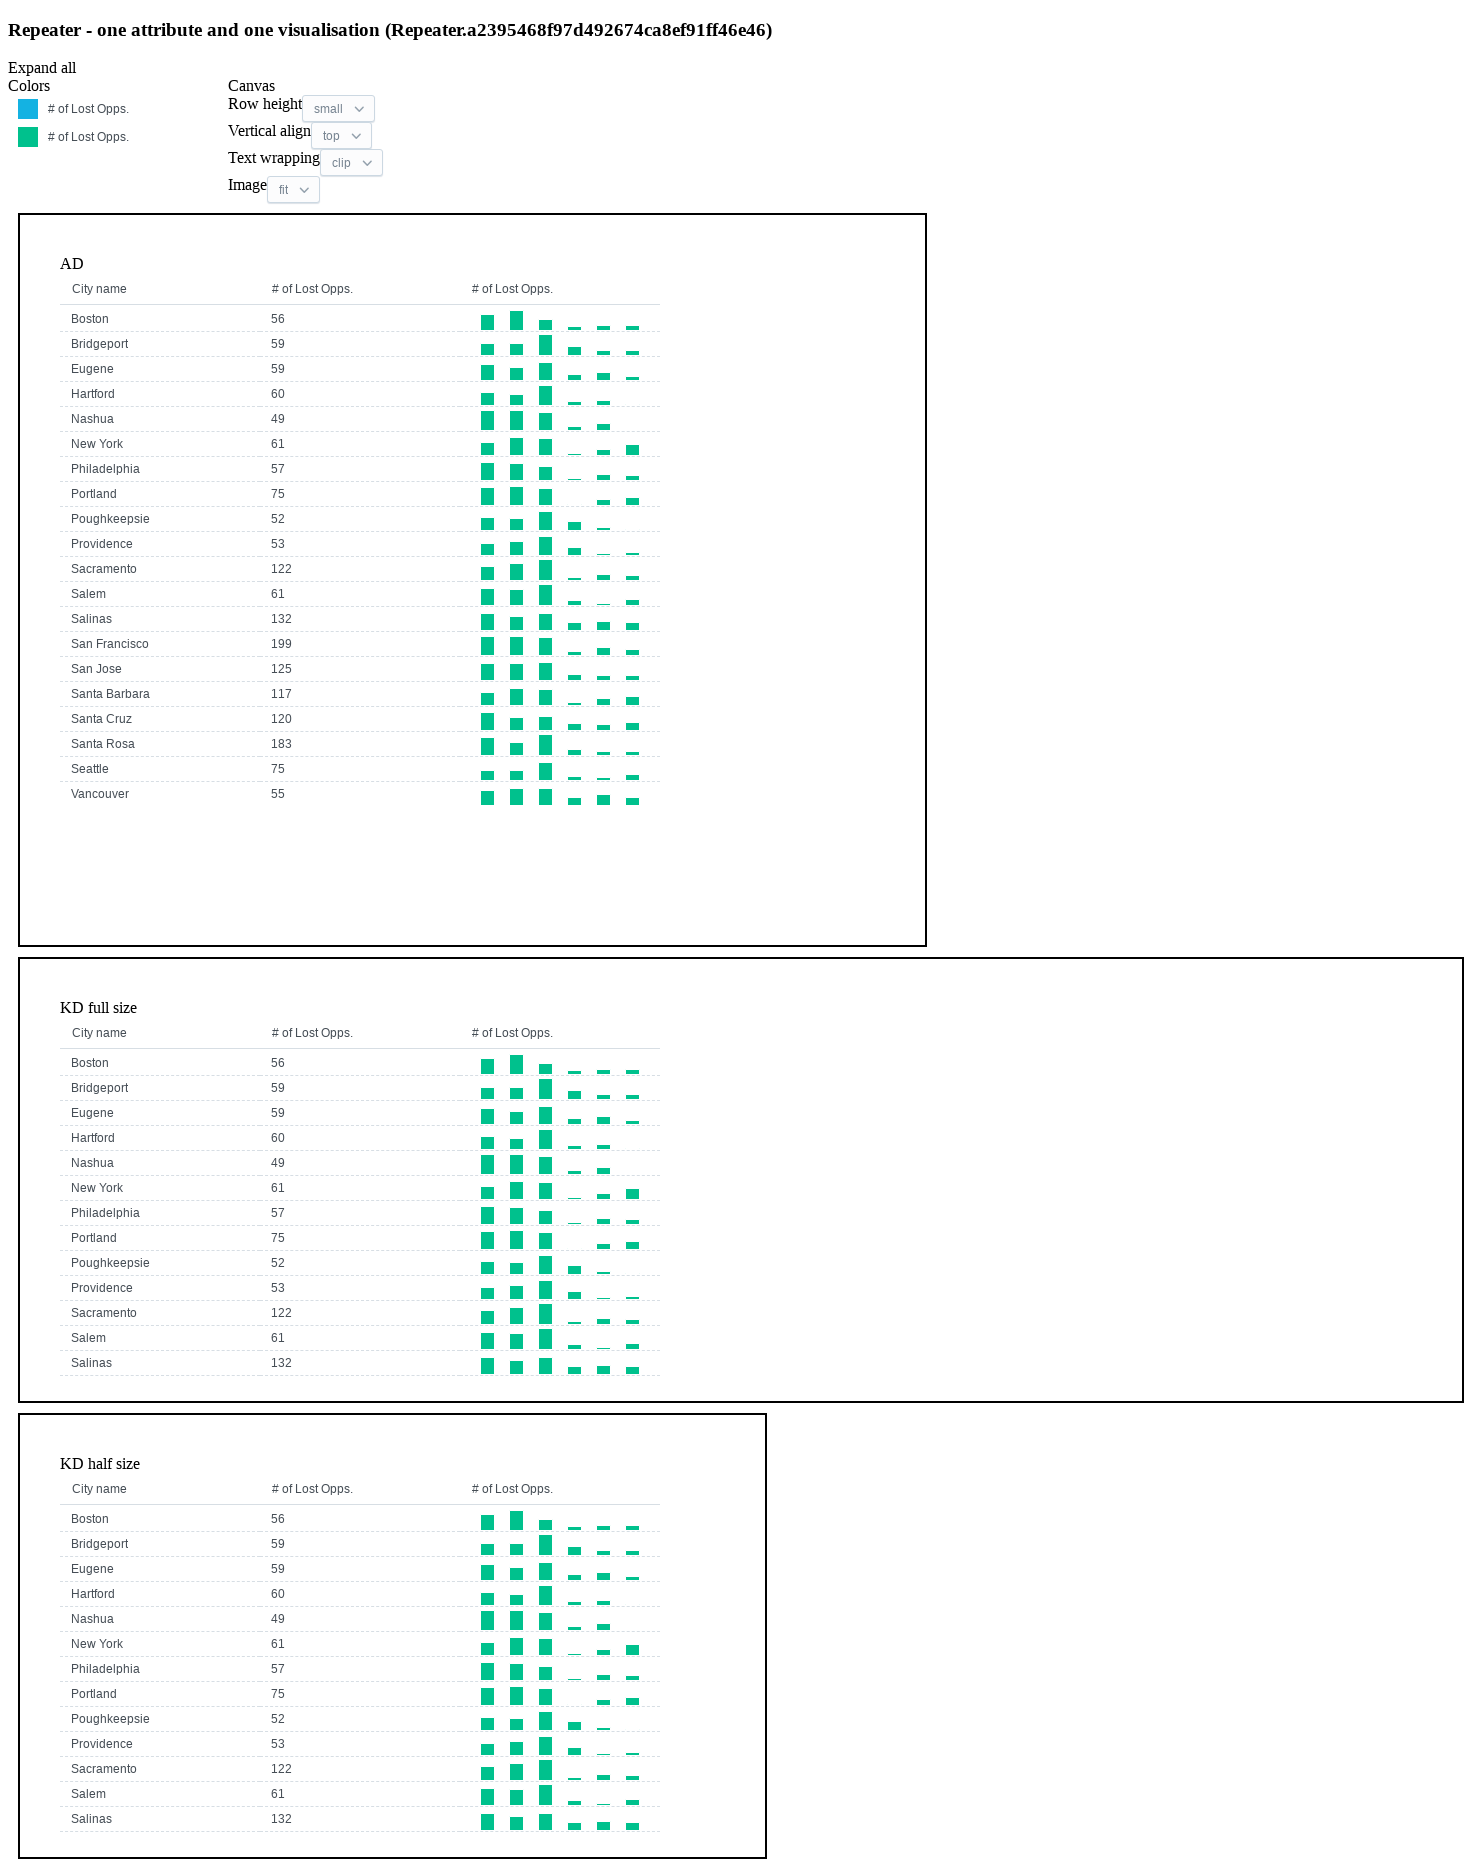 Repeater - one attribute and one visualisation (Repeater.a2395468f97d492674ca8ef91ff46e46)
Expand all
Colors
# of Lost Opps.
# of Lost Opps.
Canvas
Row height small
Vertical align top
Text wrapping clip
Image fit
AD
City name # of Lost Opps. # of Lost Opps.
Boston 56
Bridgeport 59
Eugene 59
Hartford 60
Nashua 49
New York 61
Philadelphia 57
Portland 75
Poughkeepsie 52
Providence 53
Sacramento 122
Salem 61
Salinas 132
San Francisco 199
San Jose 125
Santa Barbara 117
Santa Cruz 120
Santa Rosa 183
Seattle 75
Vancouver 55
KD full size
City name # of Lost Opps. # of Lost Opps.
Boston 56
Bridgeport 59
Eugene 59
Hartford 60
Nashua 49
New York 61
Philadelphia 57
Portland 75
Poughkeepsie 52
Providence 53
Sacramento 122
Salem 61
Salinas 132
KD half size
City name # of Lost Opps. # of Lost Opps.
Boston 56
Bridgeport 59
Eugene 59
Hartford 60
Nashua 49
New York 61
Philadelphia 57
Portland 75
Poughkeepsie 52
Providence 53
Sacramento 122
Salem 61
Salinas 132